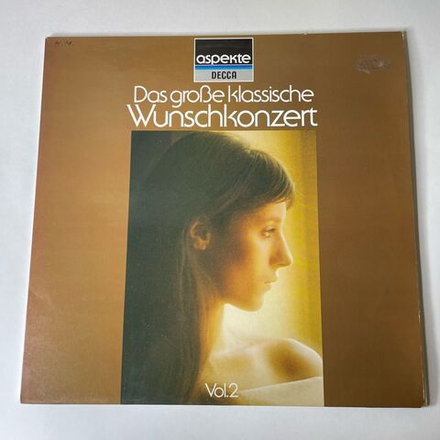 aspekte
DECCA
Das große klassische
Wunschkonzert
Vol.2